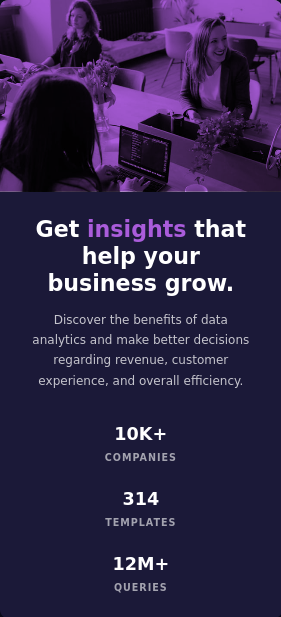 Get insights that
help your
business grow.
Discover the benefits of data
analytics and make better decisions
regarding revenue, customer
experience, and overall efficiency.
10K+
COMPANIES
314
TEMPLATES
12M+
QUERIES